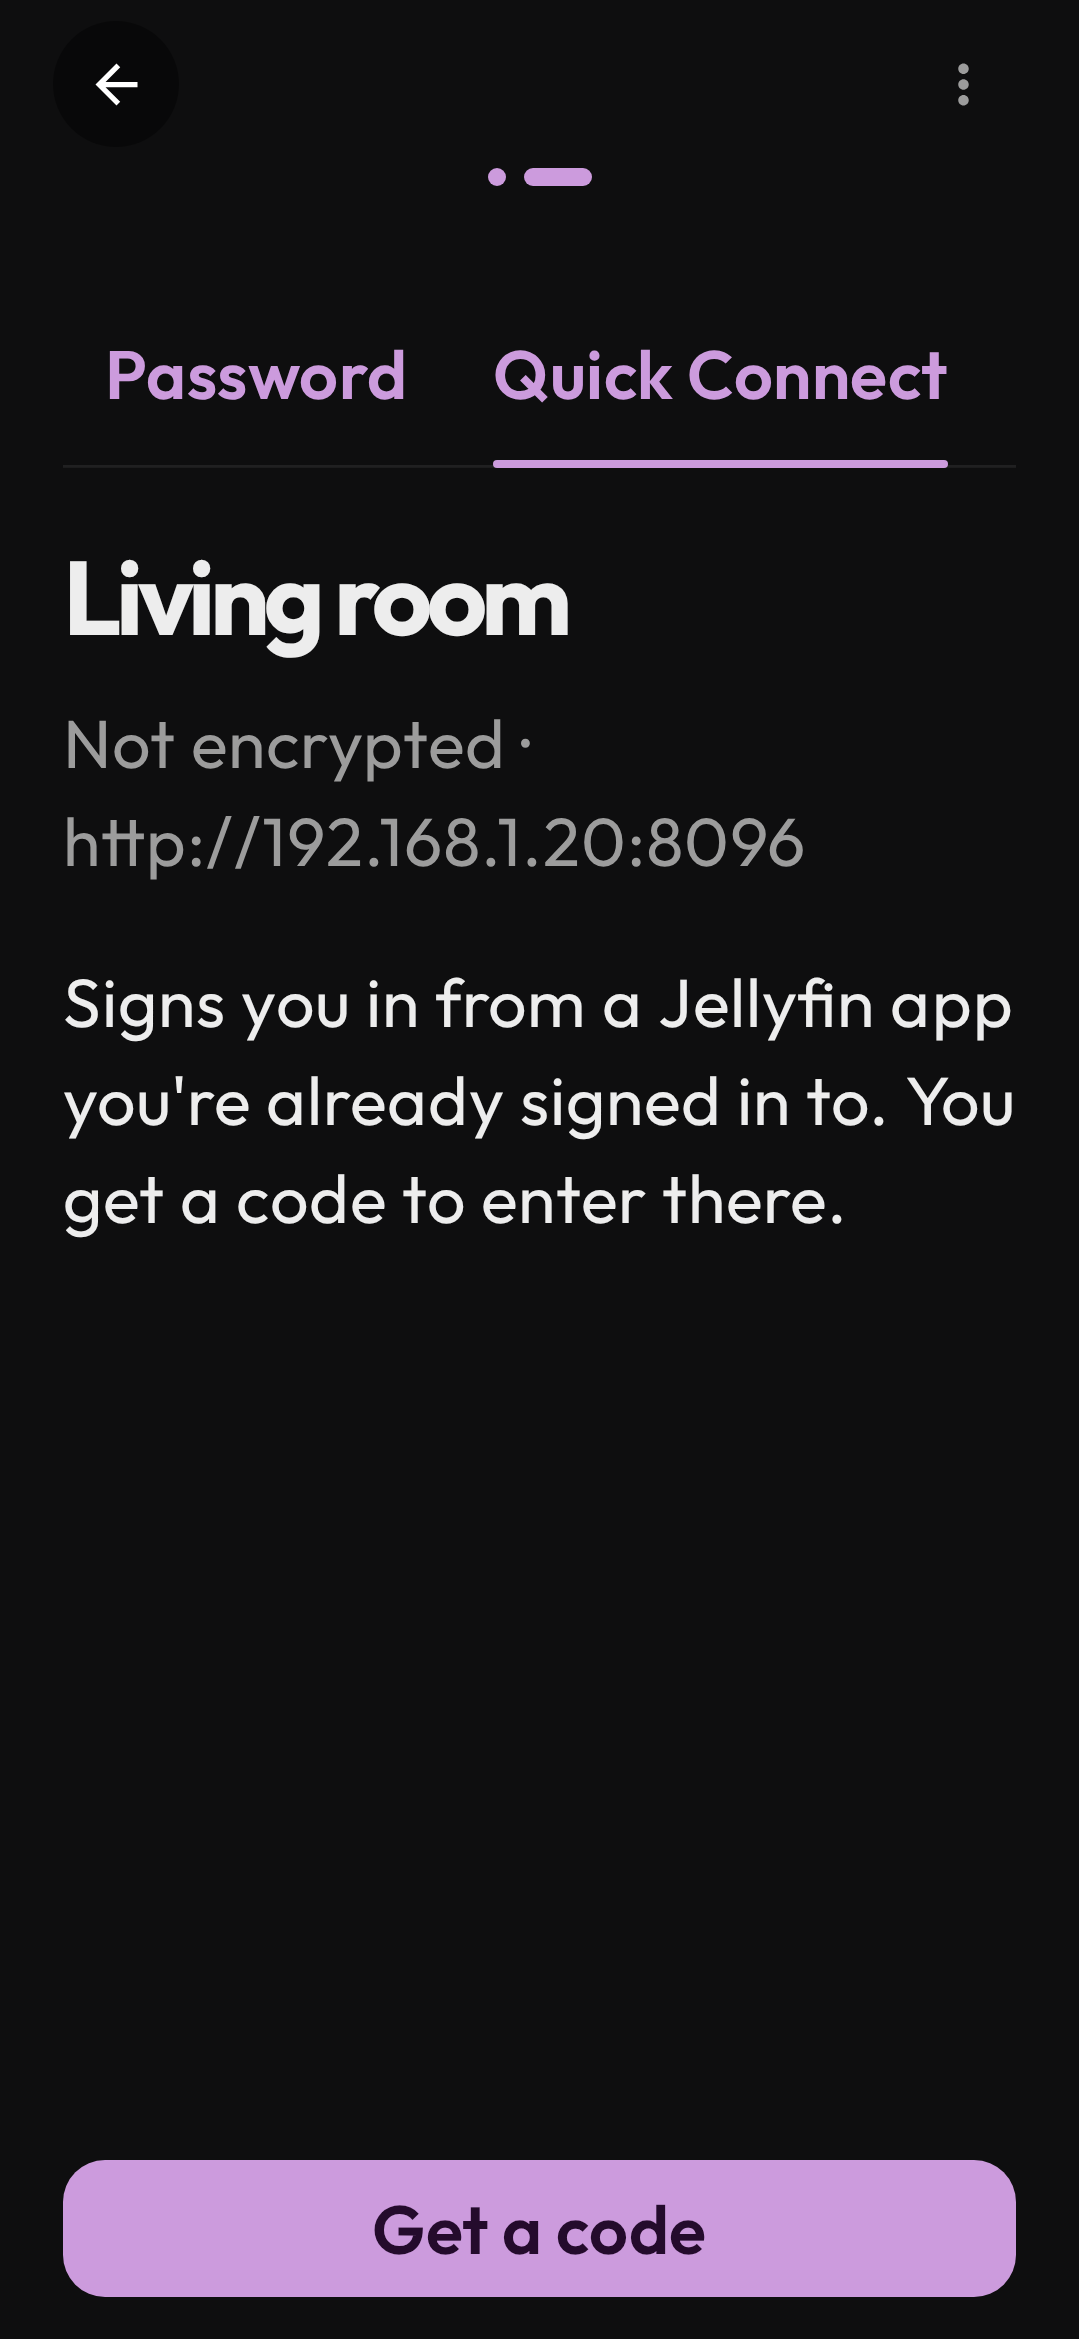 Password Quick Connect
Living room
Not encrypted ·
http://192.168.1.20:8096
Signs you in from a Jellyfin app
you're already signed in to. You
get a code to enter there.
Get a code